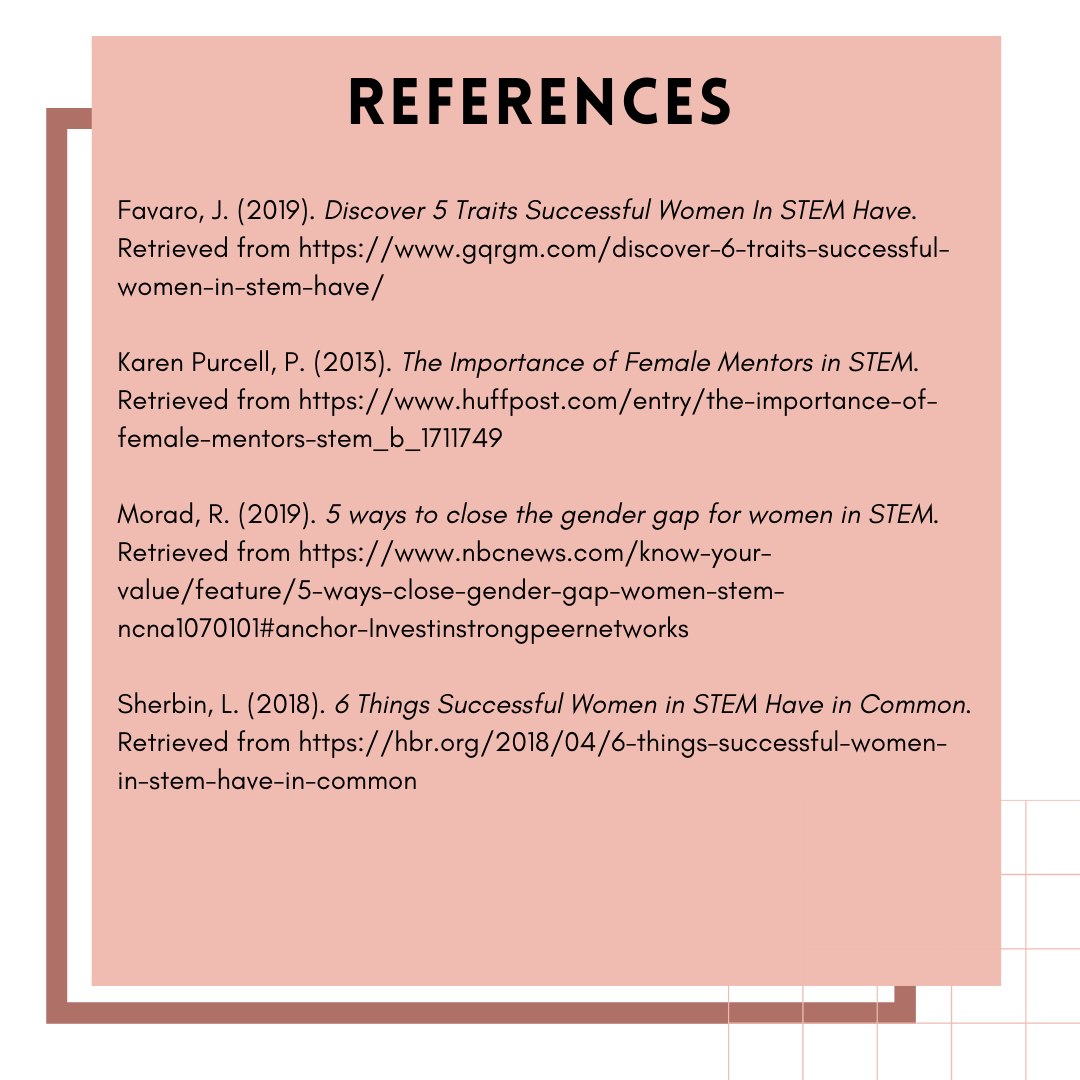 REFERENCES
Favaro, J. (2019). Discover 5 Traits Successful Women In STEM Have.
Retrieved from https://www.gqrgm.com/discover-6-traits-successful-
women-in-stem-have/
Karen Purcell, P. (2013). The Importance of Female Mentors in STEM.
Retrieved from https://www.huffpost.com/entry/the-importance-of-
female-mentors-stem_b_1711749
Morad, R. (2019). 5 ways to close the gender gap for women in STEM.
Retrieved from https://www.nbcnews.com/know-your-
value/feature/5-ways-close-gender-gap-women-stem-
ncna1070101#anchor-Investinstrongpeernetworks
Sherbin, L. (2018). 6 Things Successful Women in STEM Have in Common.
Retrieved from https://hbr.org/2018/04/6-things-successful-women-
in-stem-have-in-common